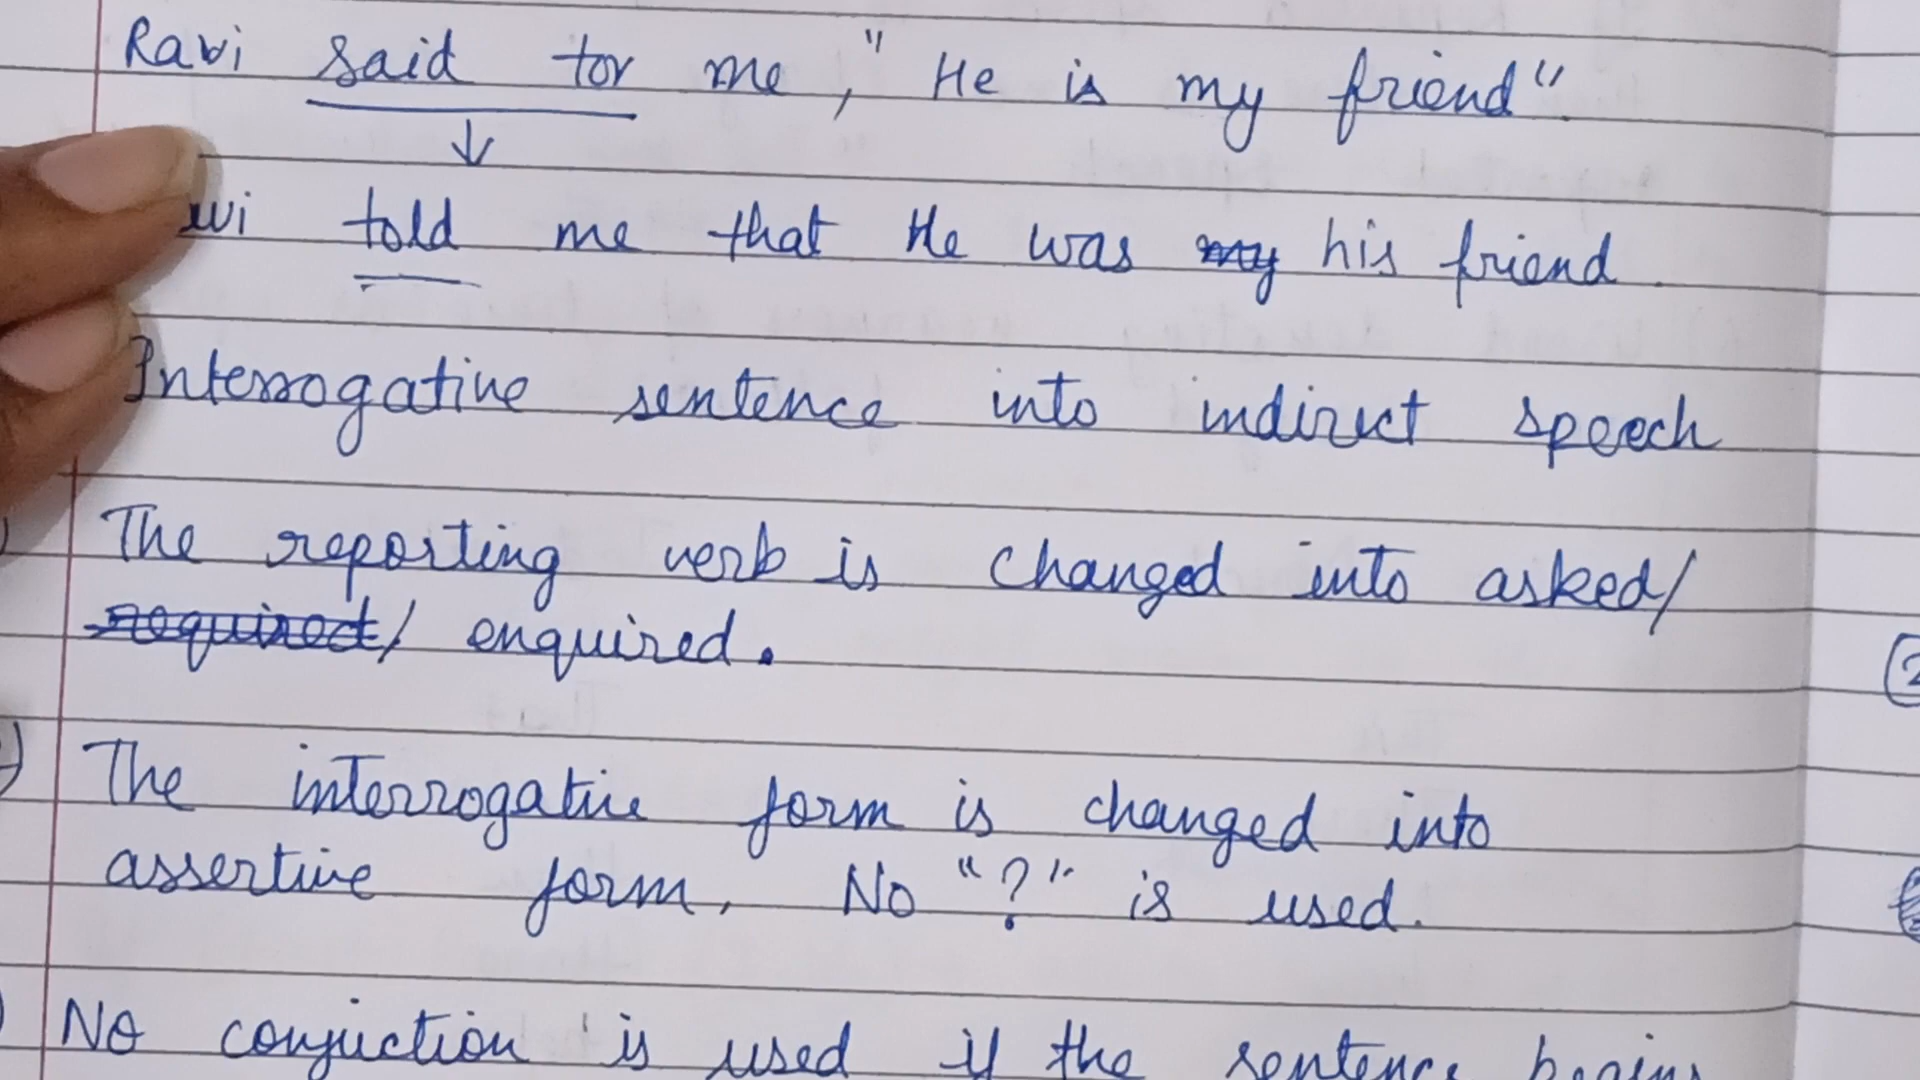 Ravi said to me, " He is my friend".
told me that He was his friend.
Interrogative sentence into indirect speech
The reporting verb is changed into asked/
/ enquired.
The interrogative form is changed into
assertive form, No "?" is used.
No conjuction is used if the sentence begins